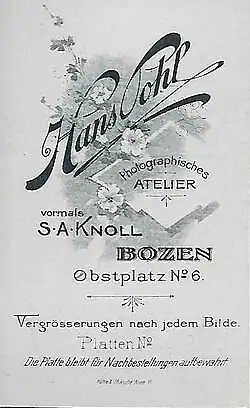 Hans Pohl
Photographisches
ATELIER
vormals
S. A. KNOLL
BOZEN
Obstplatz No 6.
Vergrösserungen nach jedem Bilde.
Platten No
Die Platte bleibt für Nachbestellungen aufbewahrt